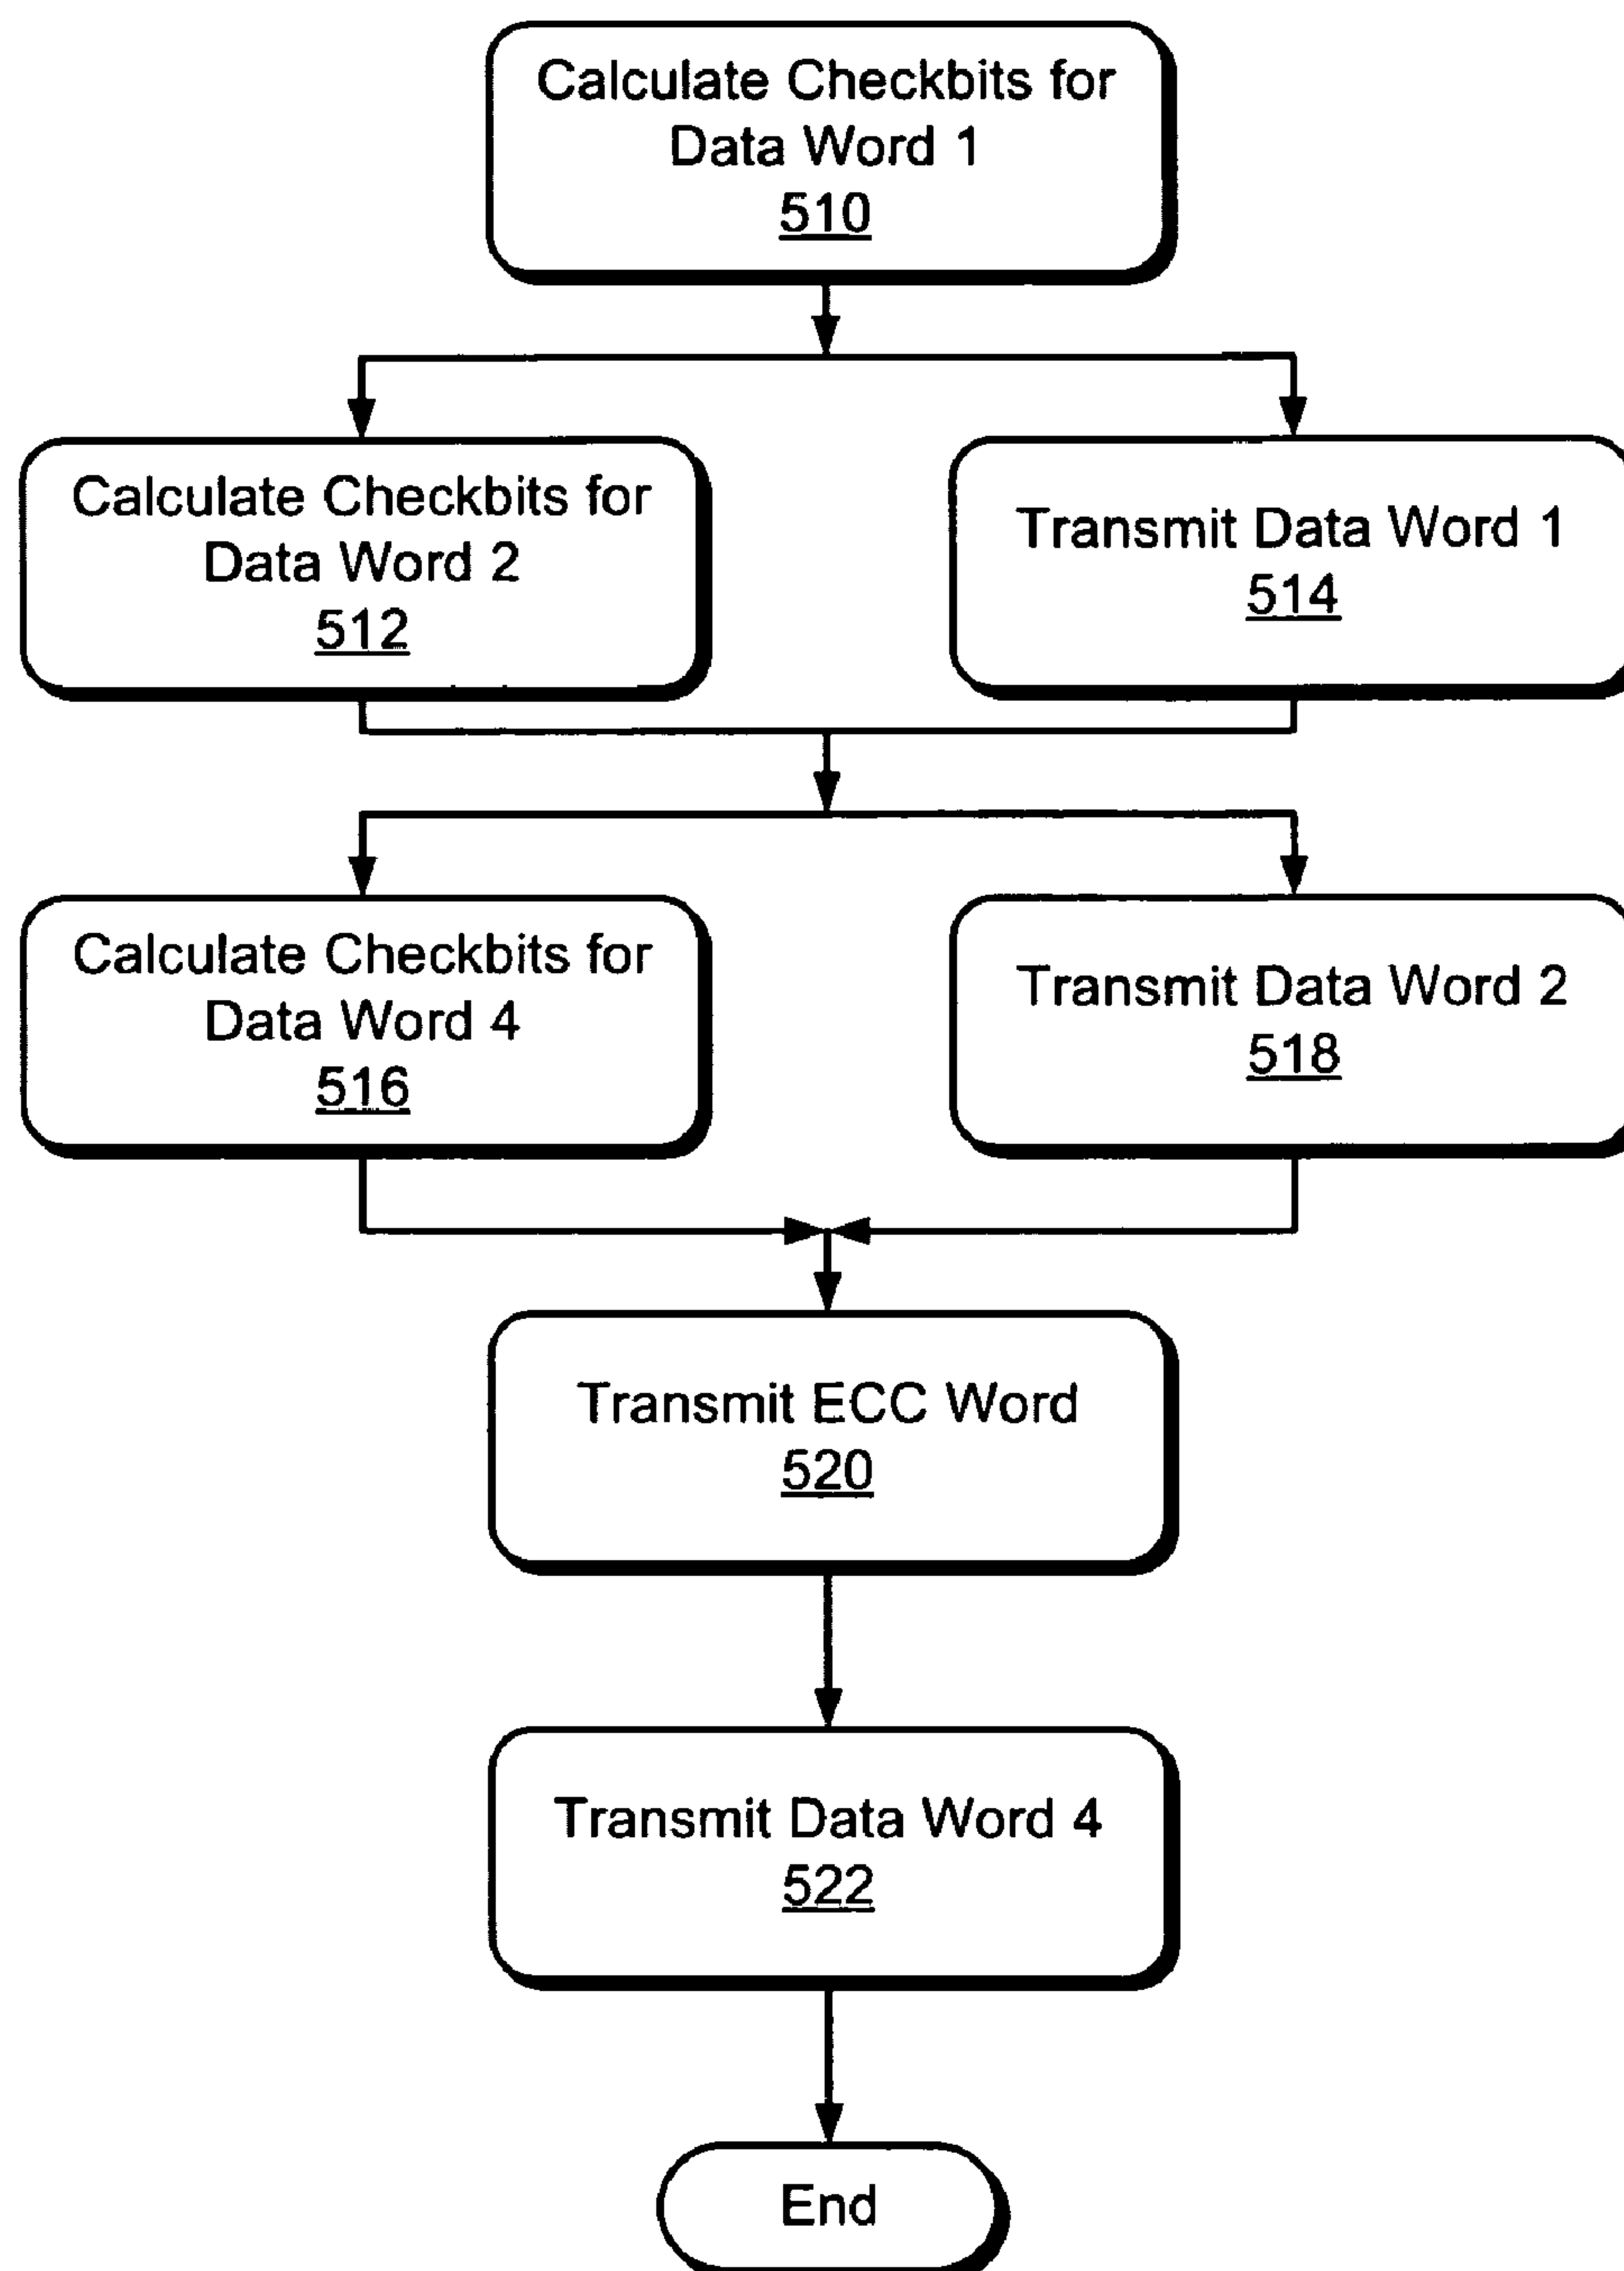 Calculate Checkbits for
Data Word 1
510
Calculate Checkbits for
Data Word 2
512
Transmit Data Word 1
514
Calculate Checkbits for
Data Word 4
516
Transmit Data Word 2
518
Transmit ECC Word
520
Transmit Data Word 4
522
End